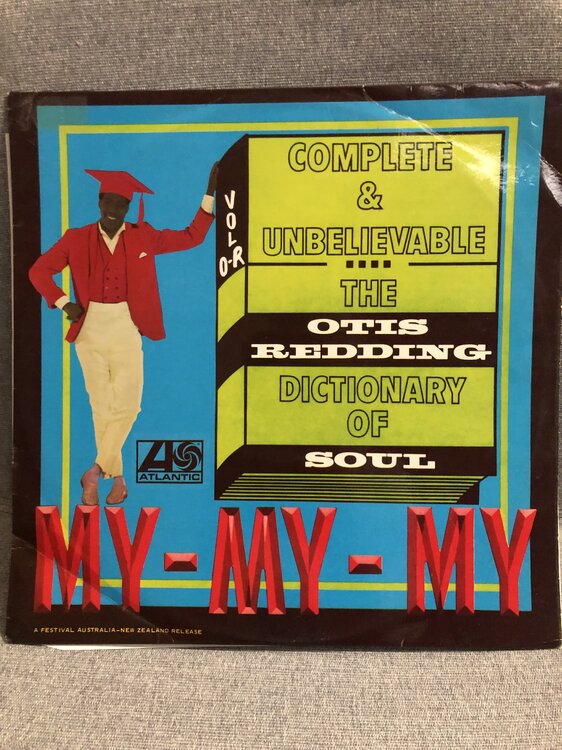 COMPLETE
&
UNBELIEVABLE
....
THE
OTIS
REDDING
DICTIONARY
OF
SOUL
VOL O-R
ATLANTIC
MY-MY-MY
A FESTIVAL AUSTRALIA-NEW ZEALAND RELEASE